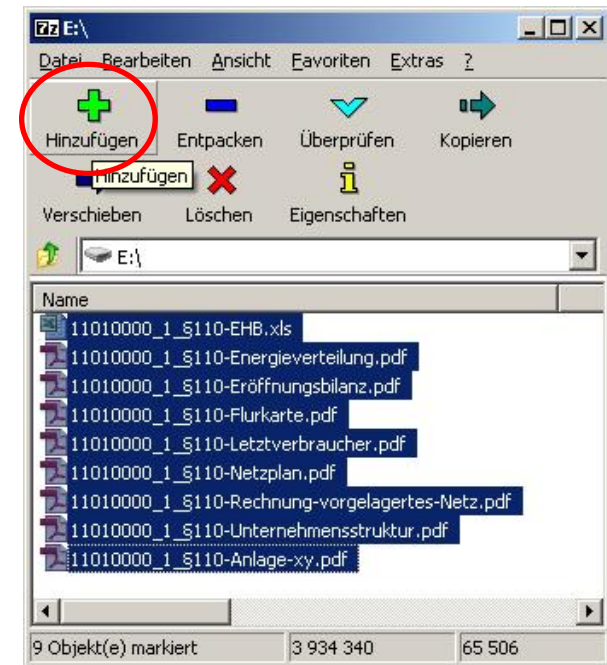 7z E:\
Datei Bearbeiten Ansicht Favoriten Extras ?
Hinzufügen Entpacken Überprüfen Kopieren
Hinzufügen
Verschieben Löschen Eigenschaften
E:\
Name
11010000_1_§110-EHB.xls
11010000_1_§110-Energieverteilung.pdf
11010000_1_§110-Eröffnungsbilanz.pdf
11010000_1_§110-Flurkarte.pdf
11010000_1_§110-Letztverbraucher.pdf
11010000_1_§110-Netzplan.pdf
11010000_1_§110-Rechnung-vorgelagertes-Netz.pdf
11010000_1_§110-Unternehmensstruktur.pdf
11010000_1_§110-Anlage-xy.pdf
9 Objekt(e) markiert 3 934 340 65 506